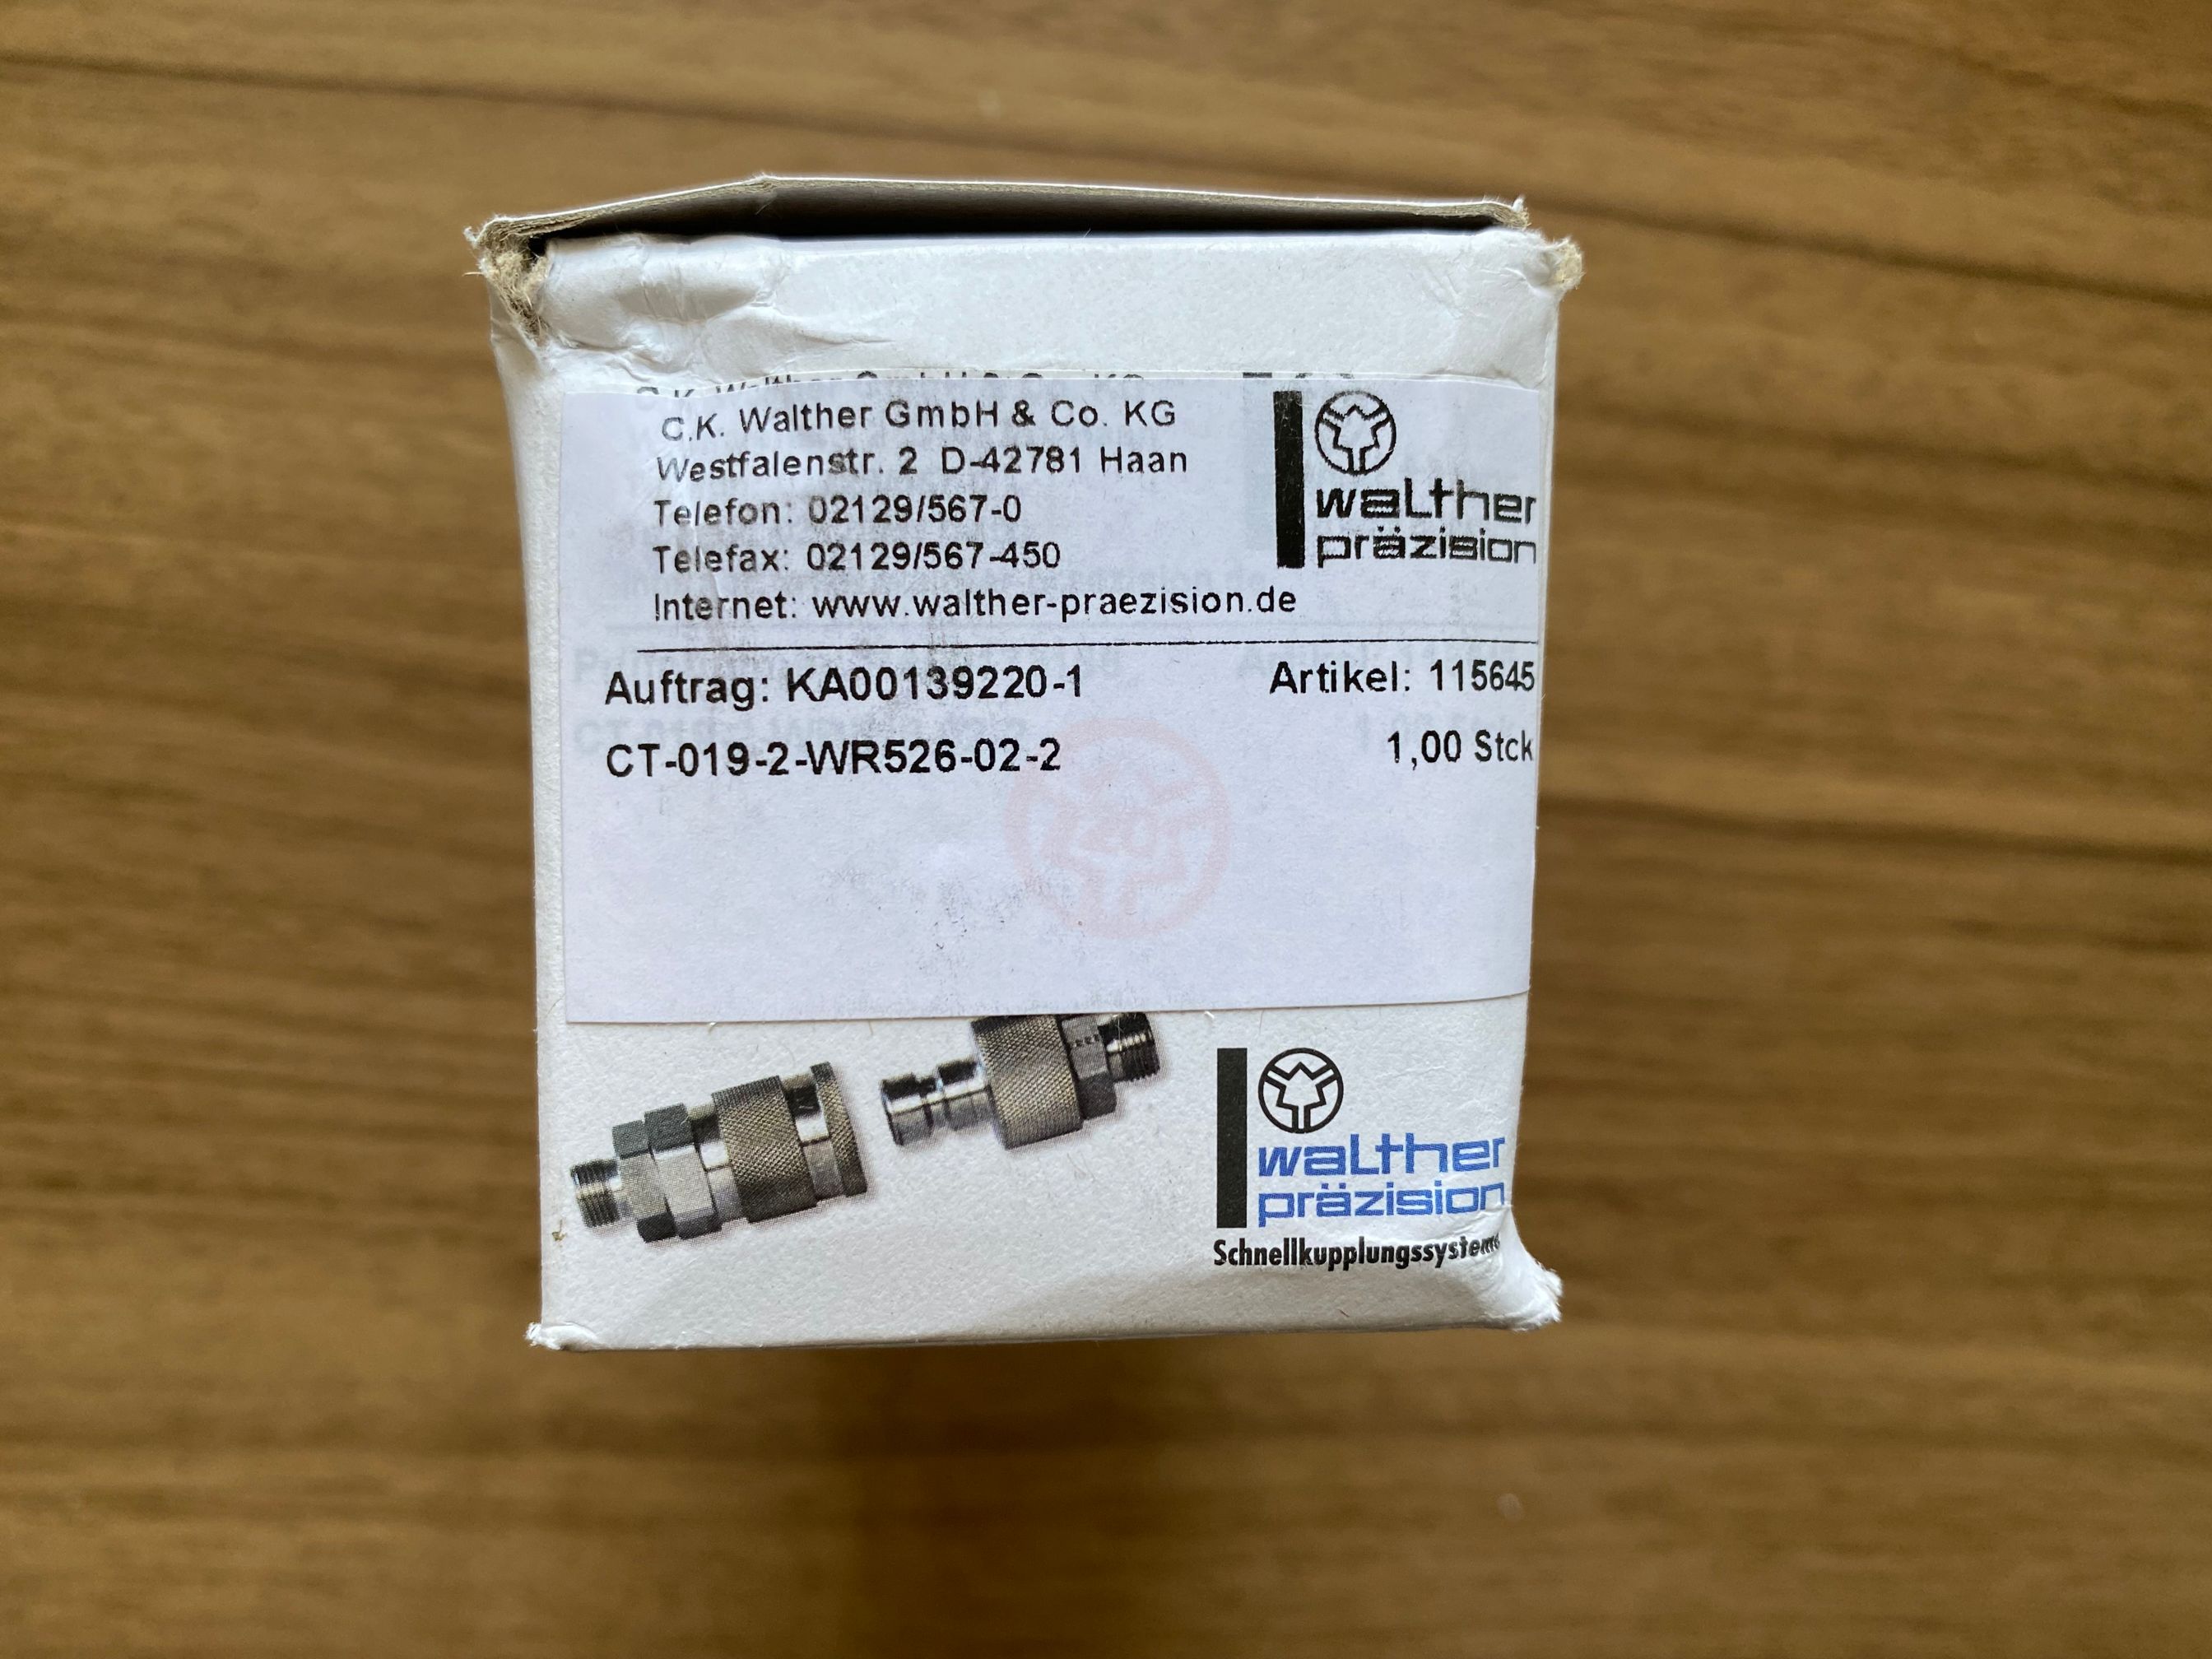 C.K. Walther GmbH & Co. KG
Westfalenstr. 2 D-42781 Haan
Telefon: 02129/567-0
Telefax: 02129/567-450
Internet: www.walther-praezision.de
walther
präzision
Auftrag: KA00139220-1
Artikel: 115645
CT-019-2-WR526-02-2
1,00 Stck
walther
präzision
Schnellkupplungssysteme